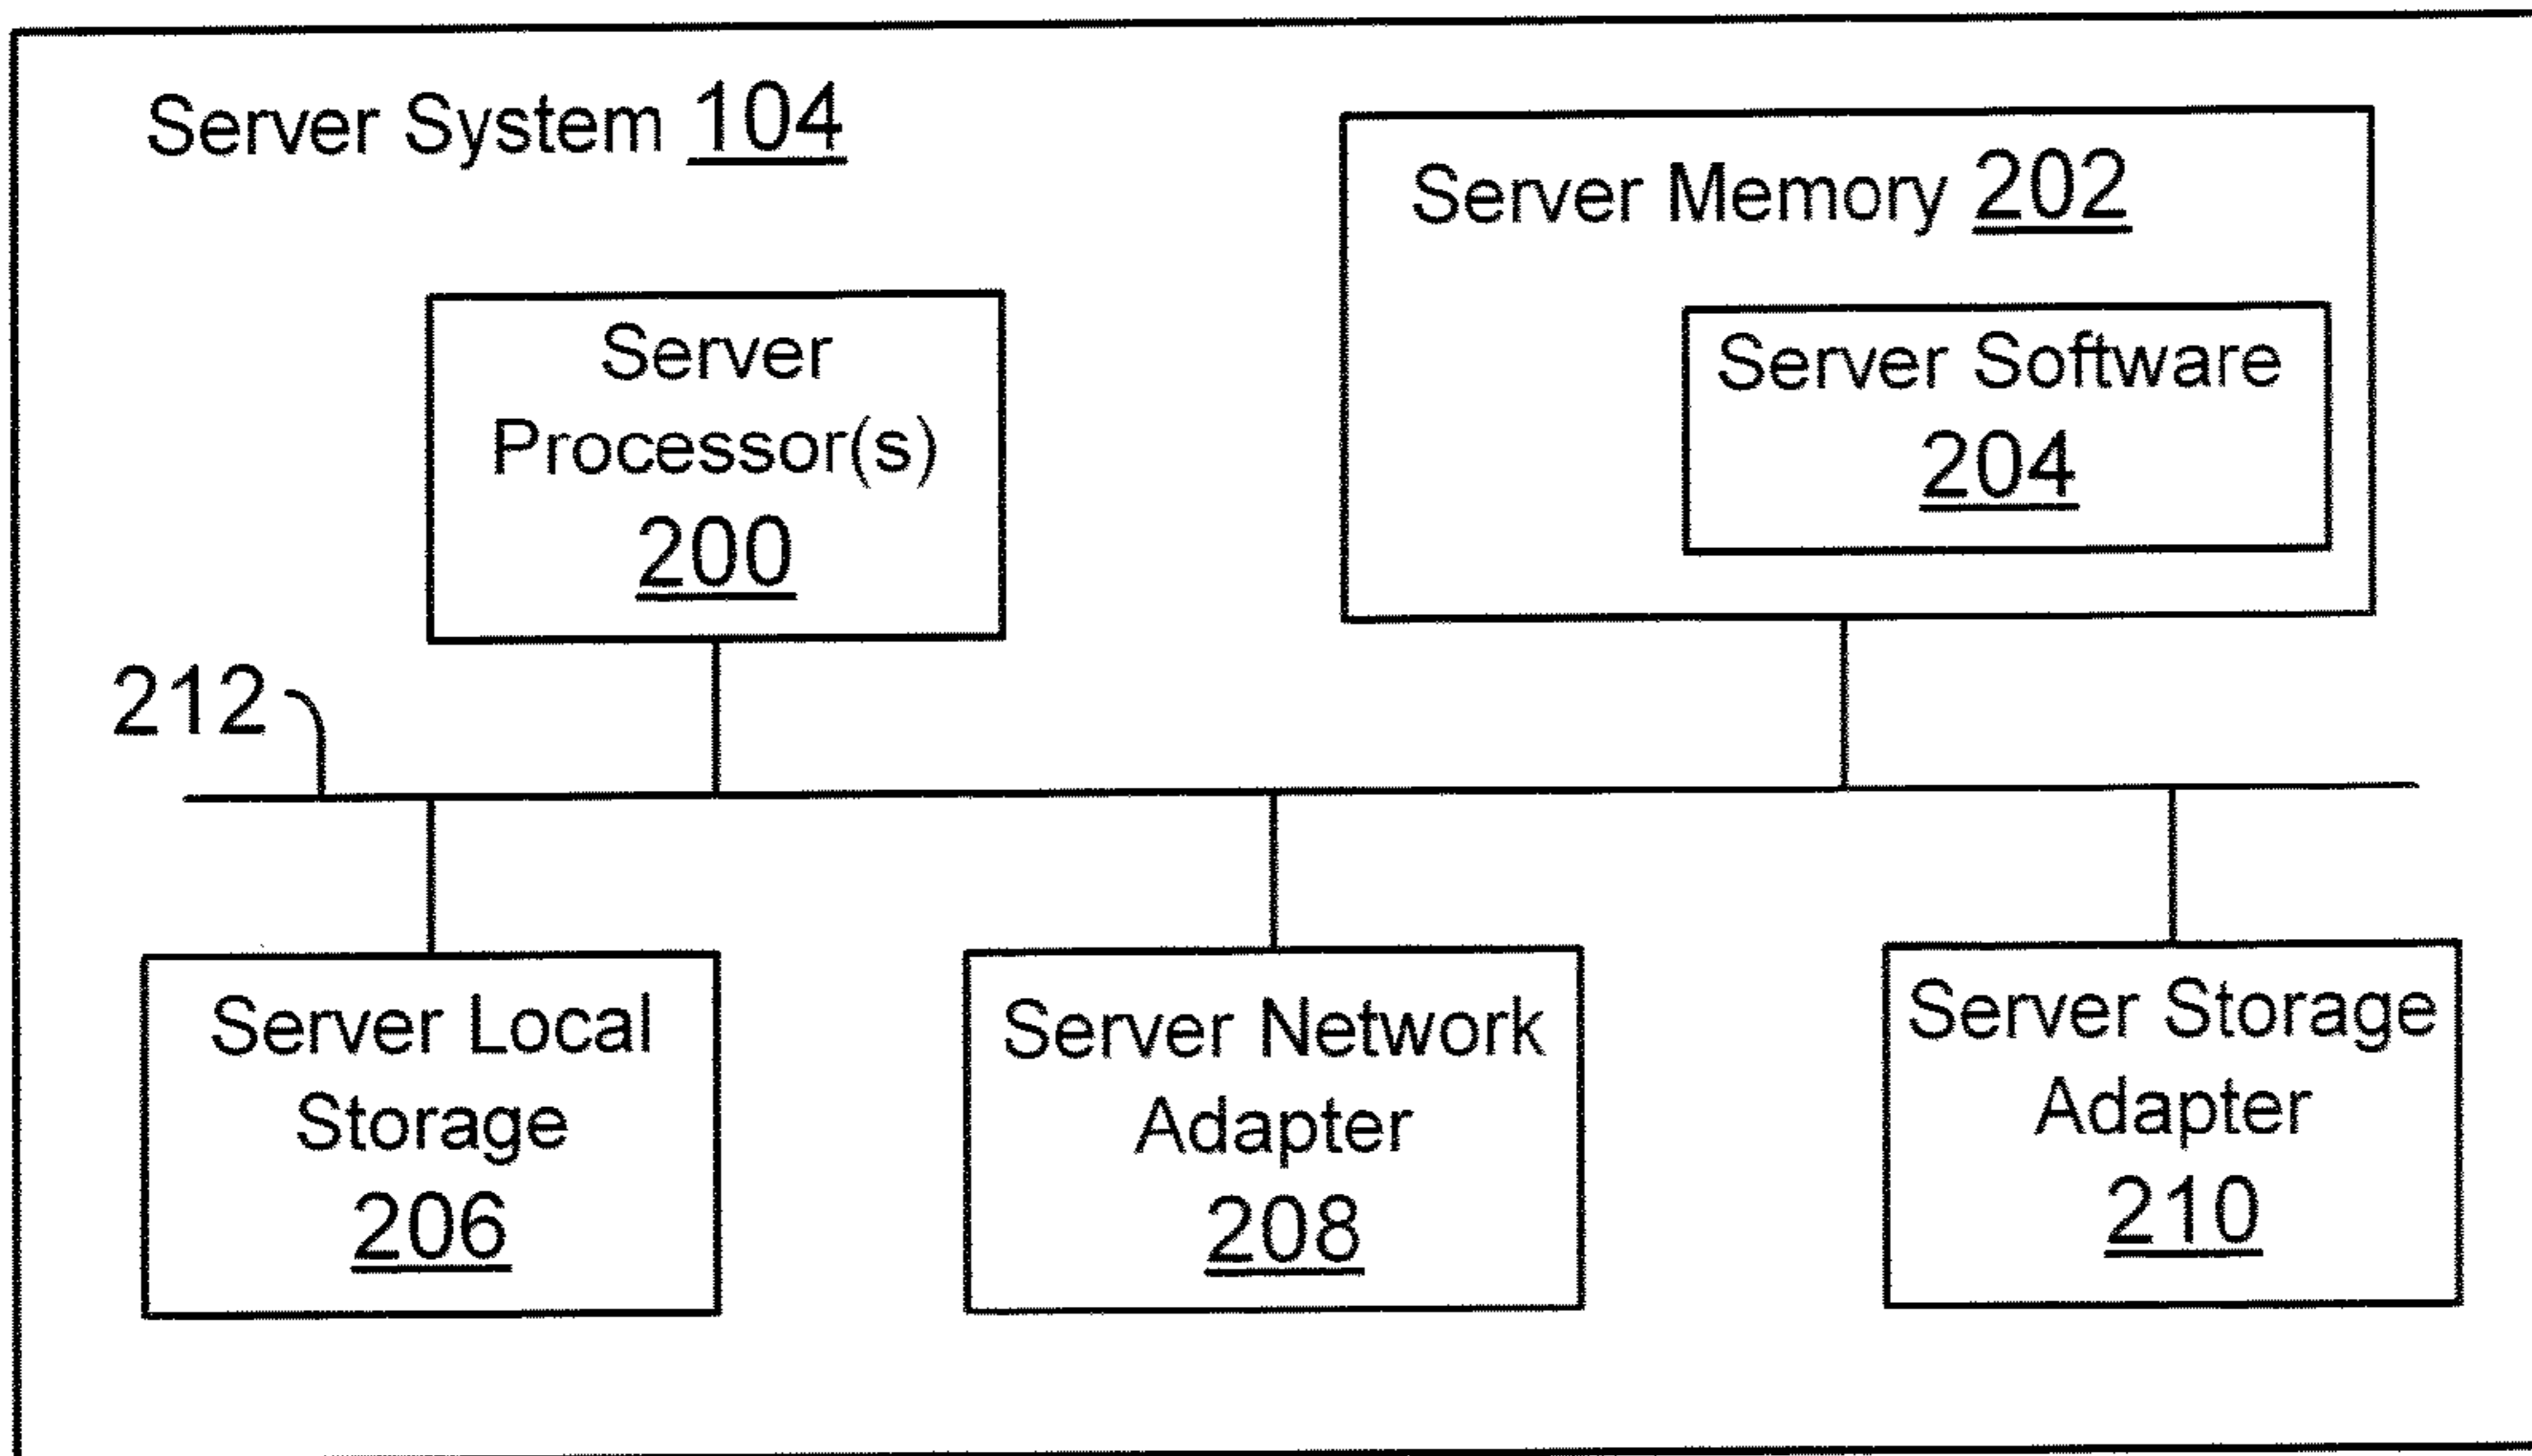 Server System 104
Server Memory 202
Server
Processor(s)
200
Server Software
204
212
Server Local
Storage
206
Server Network
Adapter
208
Server Storage
Adapter
210